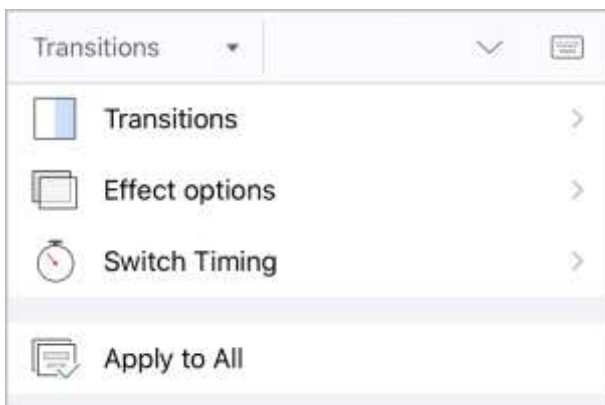 Transitions
Transitions
Effect options
Switch Timing
Apply to All